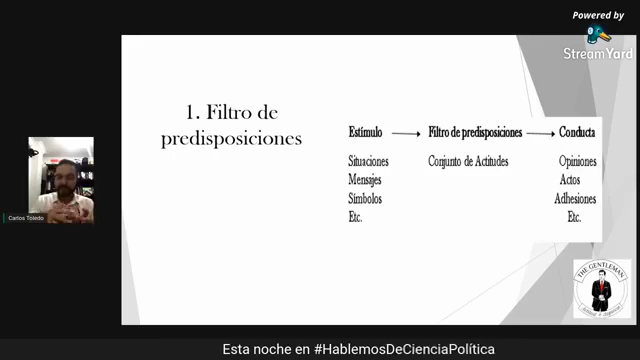 Powered by
StreamYard
1. Filtro de
predisposiciones
Estímulo
Filtro de predisposiciones
Conducta
Situaciones
Conjunto de Actitudes
Opiniones
Mensajes
Actos
Símbolos
Adhesiones
Etc.
Etc.
Carlos Toledo
THE GENTLEMAN
Esta noche en #HablemosDeCienciaPolítica